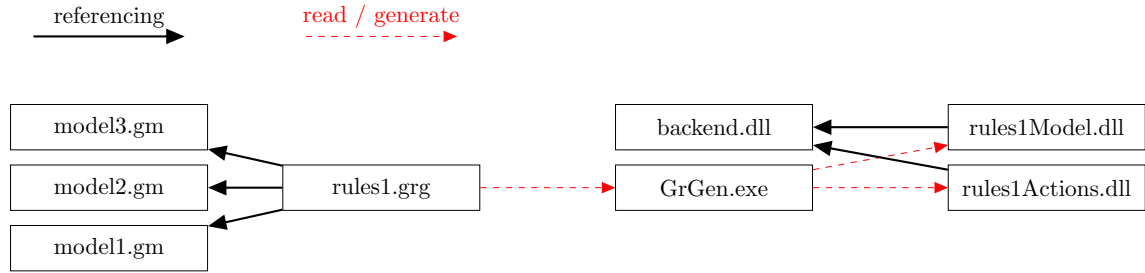 referencing
read / generate
model3.gm
backend.dll
rules1Model.dll
model2.gm
rules1.grg
GrGen.exe
rules1Actions.dll
model1.gm